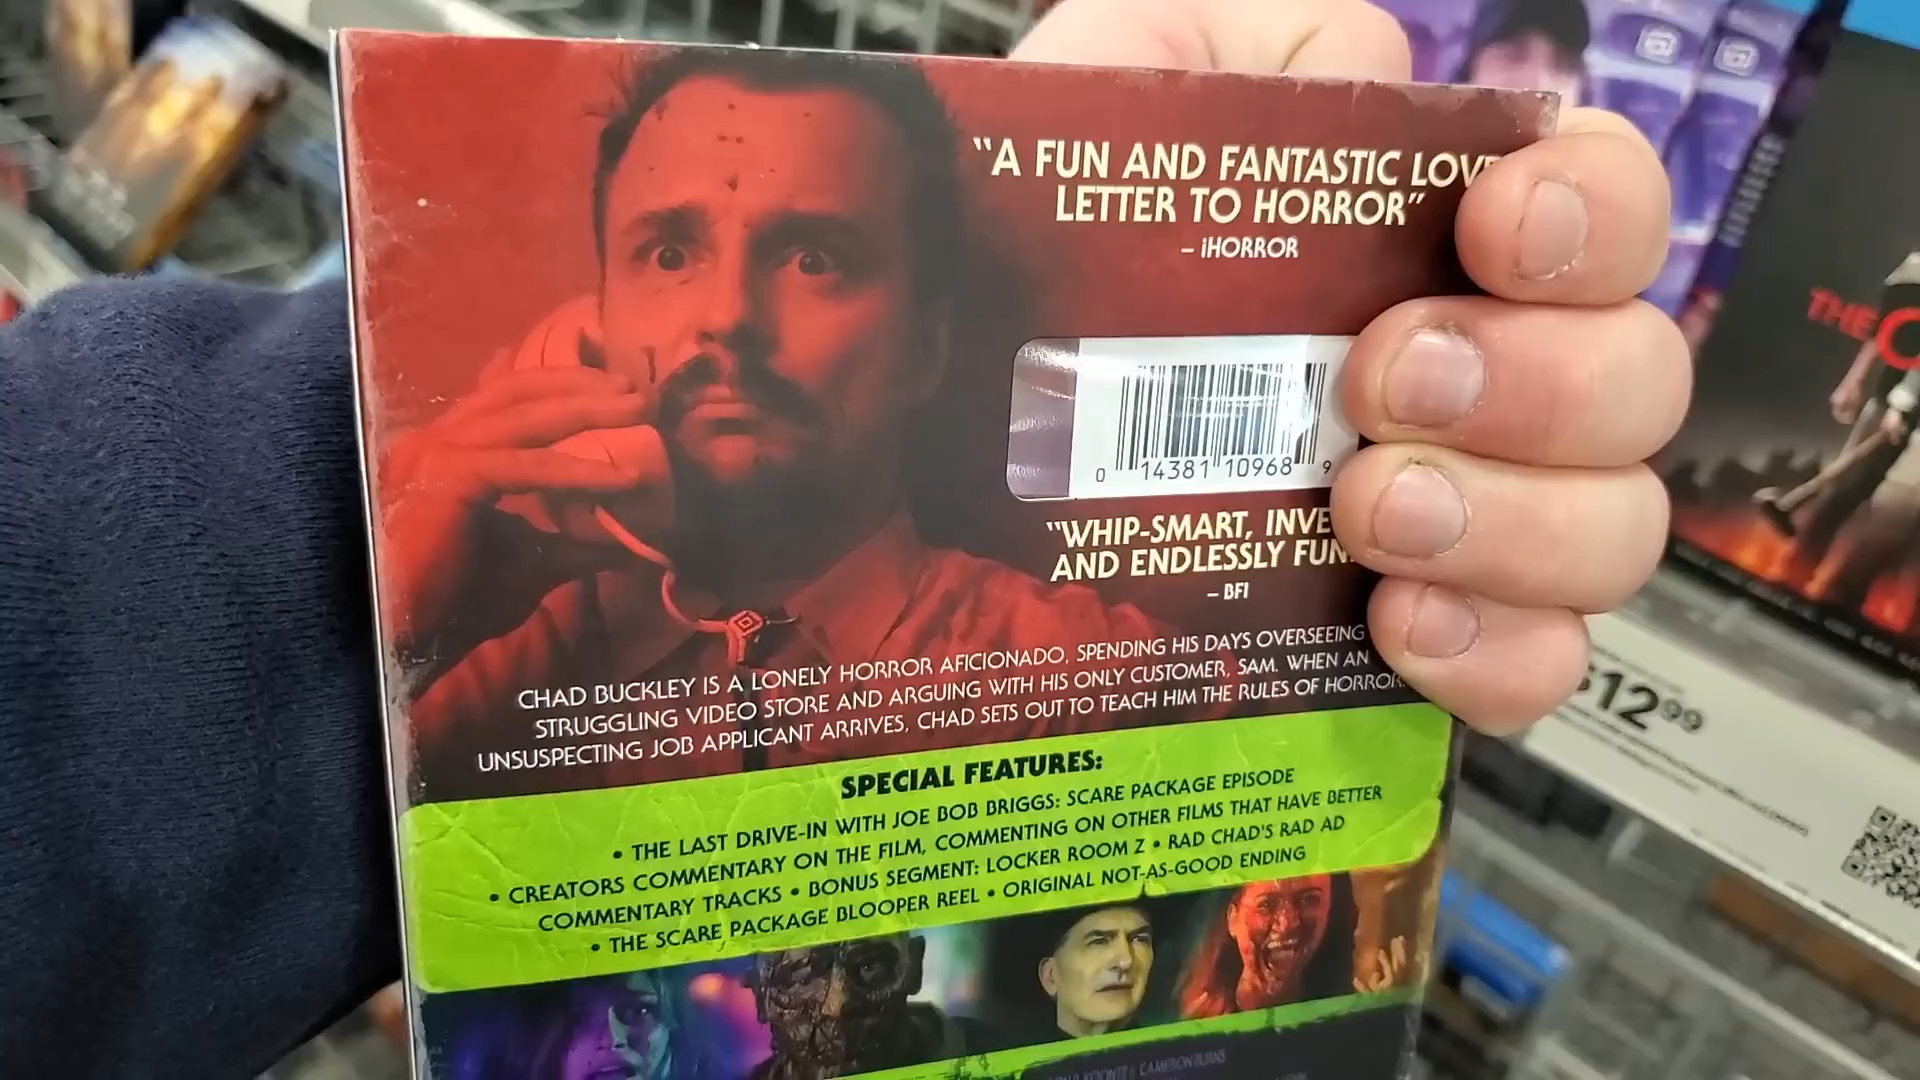 "A FUN AND FANTASTIC LOVE
LETTER TO HORROR"
– iHORROR
0 14381 10968 9
"WHIP-SMART, INVE
AND ENDLESSLY FUN
– BFI
CHAD BUCKLEY IS A LONELY HORROR AFICIONADO, SPENDING HIS DAYS OVERSEEING
STRUGGLING VIDEO STORE AND ARGUING WITH HIS ONLY CUSTOMER, SAM. WHEN AN
UNSUSPECTING JOB APPLICANT ARRIVES, CHAD SETS OUT TO TEACH HIM THE RULES OF HORROR.
SPECIAL FEATURES:
• THE LAST DRIVE-IN WITH JOE BOB BRIGGS: SCARE PACKAGE EPISODE
• CREATORS COMMENTARY ON THE FILM, COMMENTING ON OTHER FILMS THAT HAVE BETTER
COMMENTARY TRACKS • BONUS SEGMENT: LOCKER ROOM Z • RAD CHAD'S RAD AD
• THE SCARE PACKAGE BLOOPER REEL • ORIGINAL NOT-AS-GOOD ENDING
CAMERON BURNS
THE C
$12.99